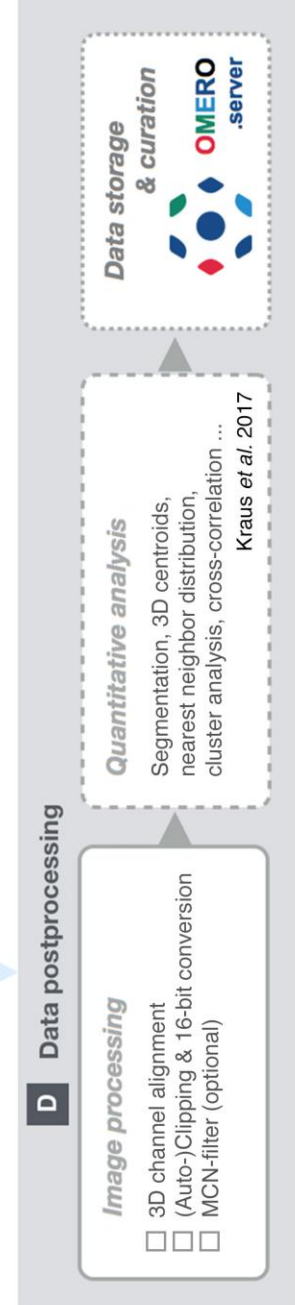 D Data postprocessing
Image processing
3D channel alignment
(Auto-)Clipping & 16-bit conversion
MCN-filter (optional)
Quantitative analysis
Segmentation, 3D centroids,
nearest neighbor distribution,
cluster analysis, cross-correlation ...
Kraus et al. 2017
Data storage
& curation
OMERO
.server